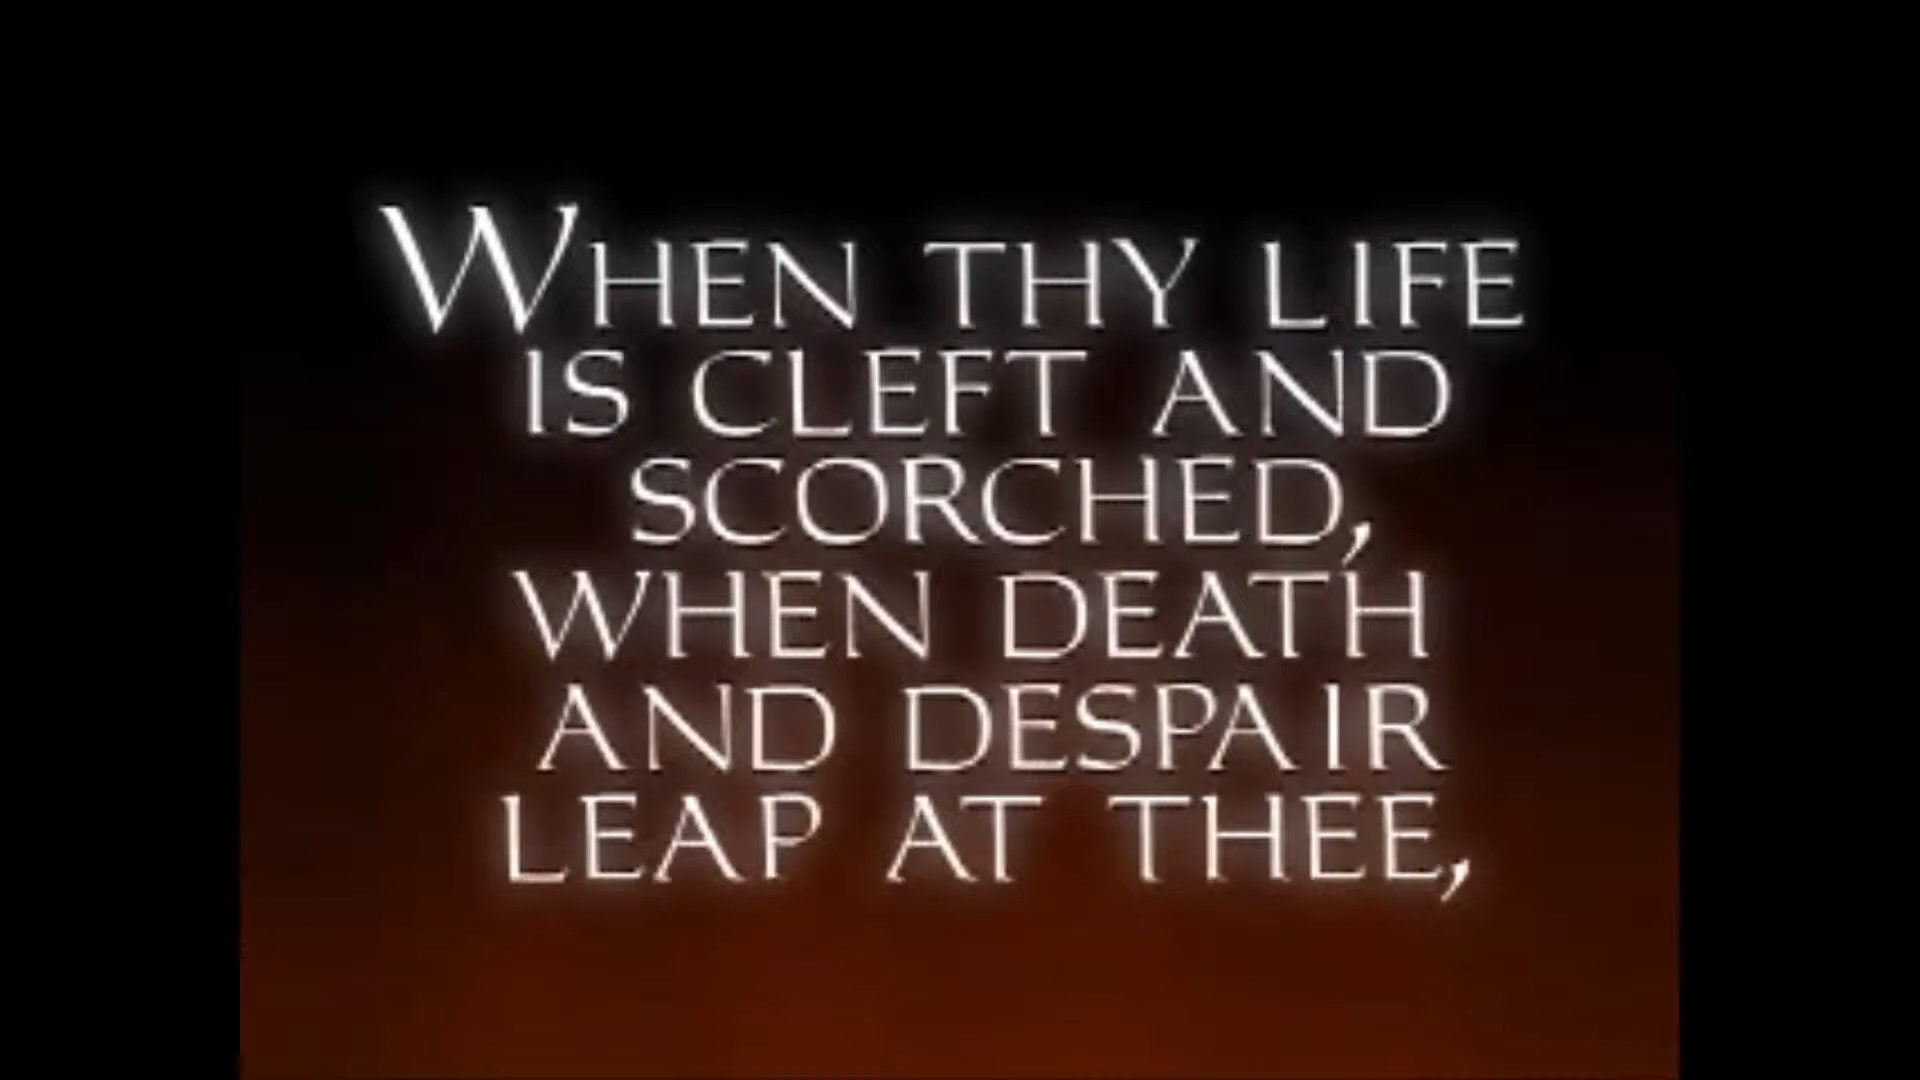 WHEN THY LIFE
IS CLEFT AND
SCORCHED,
WHEN DEATH
AND DESPAIR
LEAP AT THEE,